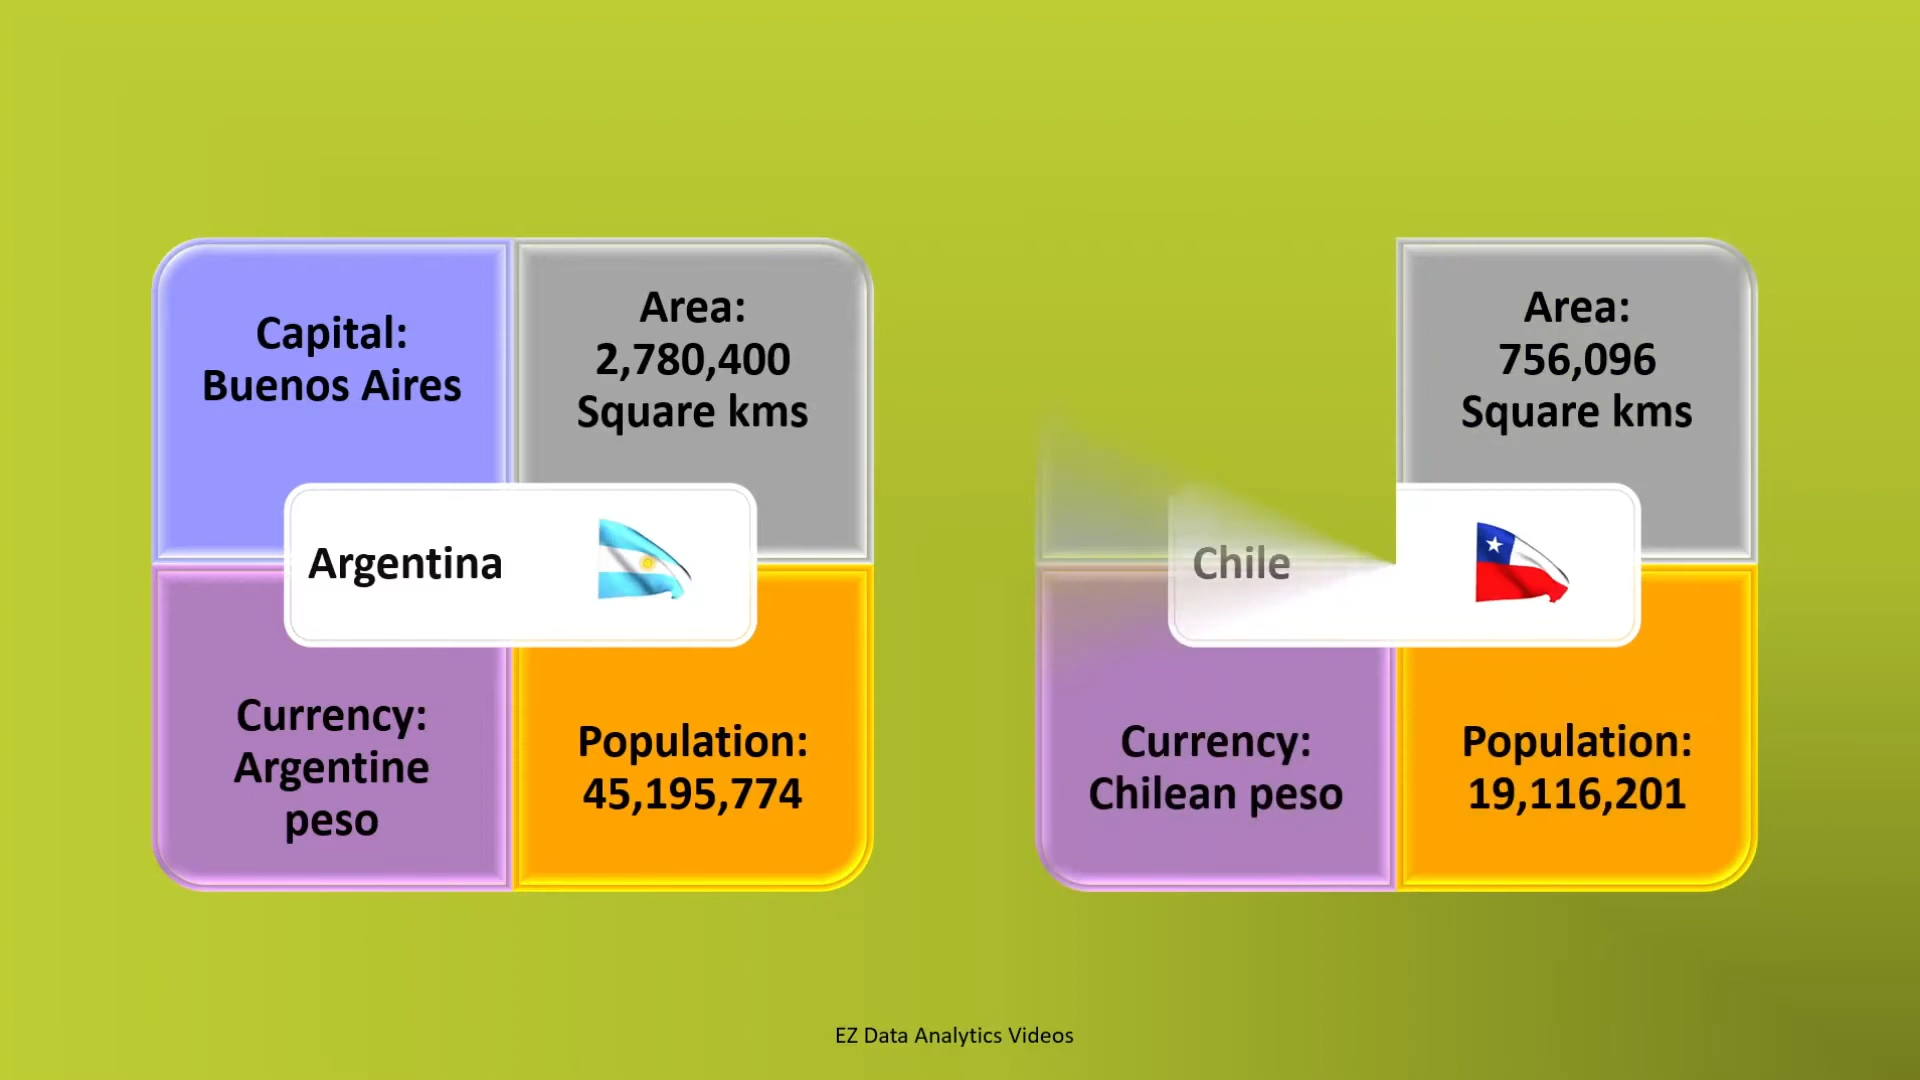 Capital:
Buenos Aires
Area:
2,780,400
Square kms
Argentina
Currency:
Argentine
peso
Population:
45,195,774
Area:
756,096
Square kms
Chile
Currency:
Chilean peso
Population:
19,116,201
EZ Data Analytics Videos